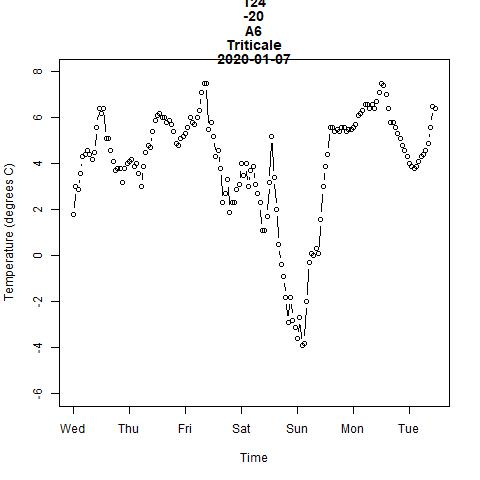 124
-20
A6
Triticale
2020-01-07
8
6
4
2
0
-2
-4
-6
Temperature (degrees C)
Wed Thu Fri Sat Sun Mon Tue
Time